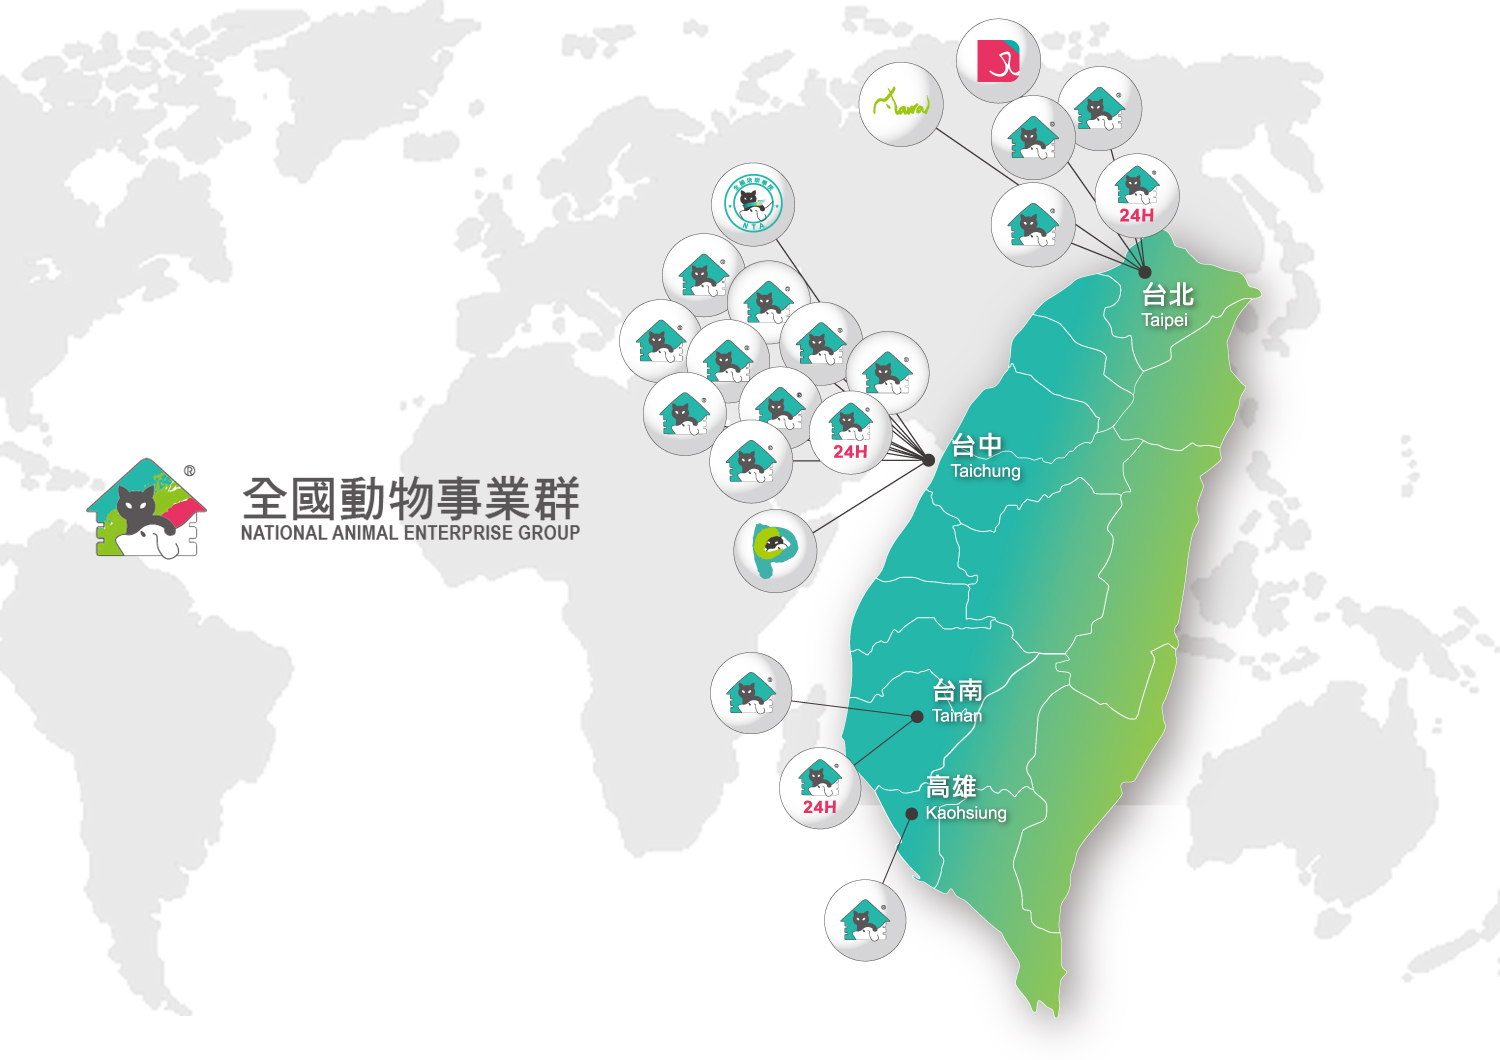 24H
台北
Taipei
NTA
台中
Taichung
24H
®
全國動物事業群
NATIONAL ANIMAL ENTERPRISE GROUP
台南
Tainan
24H
高雄
Kaohsiung